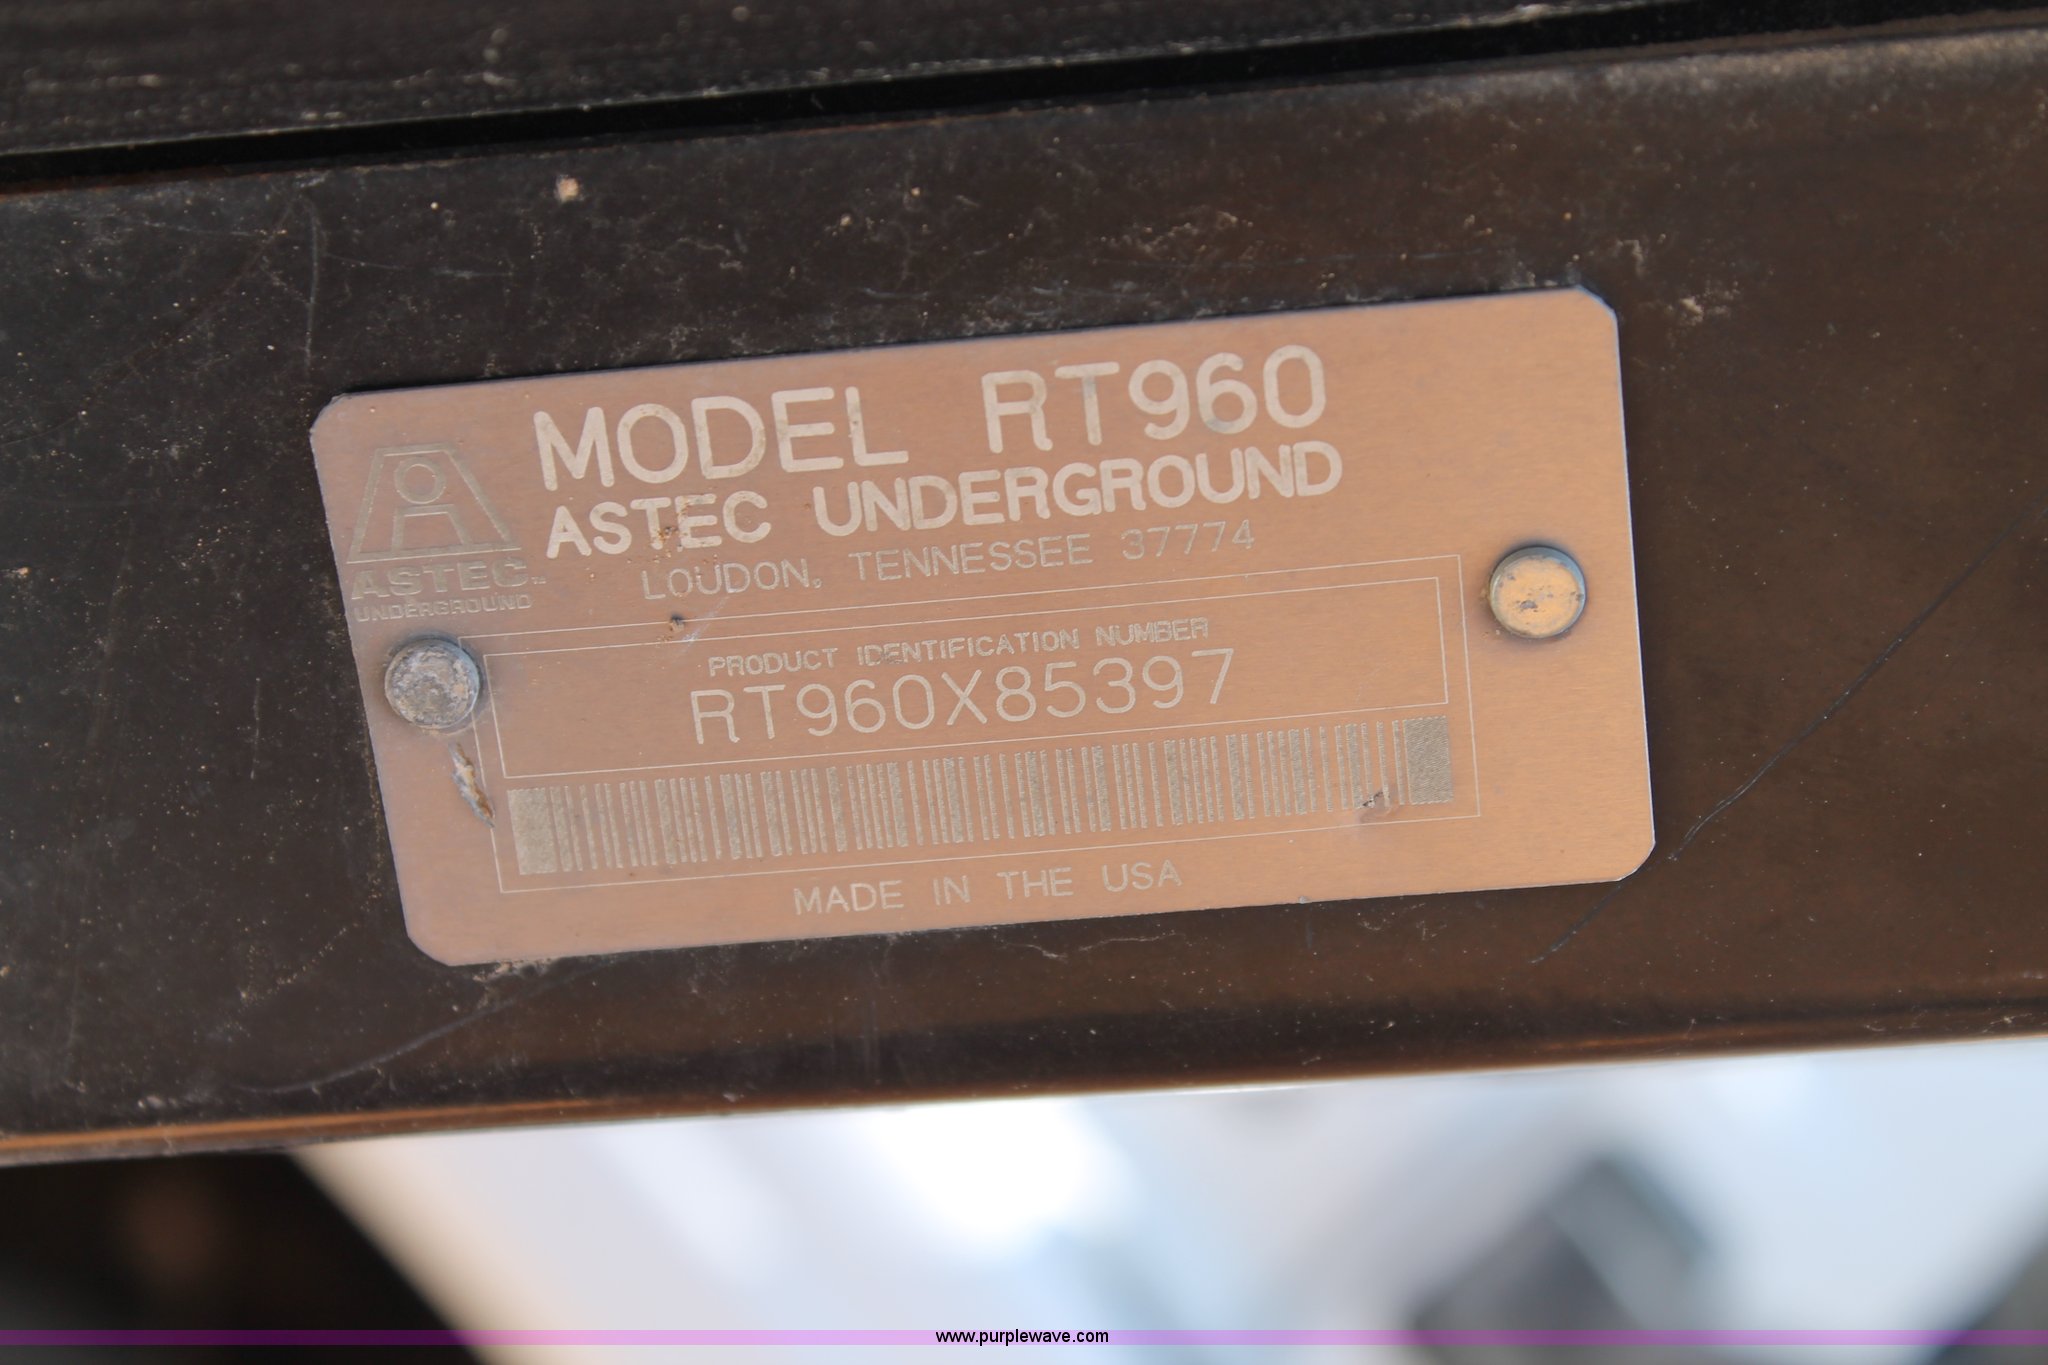 MODEL RT960
ASTEC UNDERGROUND
LOUDON, TENNESSEE 37774
ASTEC™
UNDERGROUND
PRODUCT IDENTIFICATION NUMBER
RT960X85397
MADE IN THE USA
www.purplewave.com